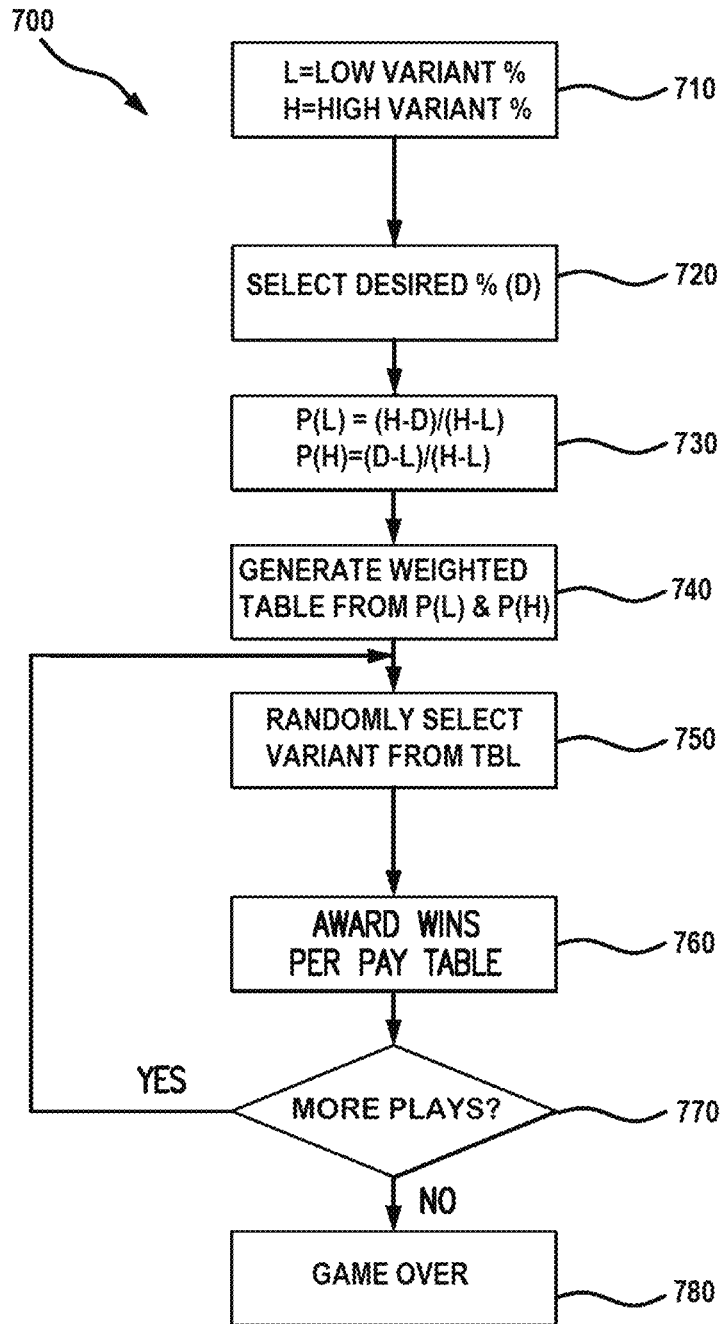 700
L=LOW VARIANT %
H=HIGH VARIANT %
710
SELECT DESIRED % (D)
720
P(L) = (H-D)/(H-L)
P(H)=(D-L)/(H-L)
730
GENERATE WEIGHTED
TABLE FROM P(L) & P(H)
740
RANDOMLY SELECT
VARIANT FROM TBL
750
AWARD WINS
PER PAY TABLE
760
YES
MORE PLAYS?
770
NO
GAME OVER
780